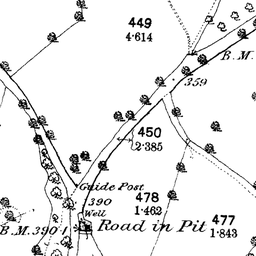 449
4·614
359
B. M.
450
2·385
Guide Post
390
Well
478
1·462
477
1·843
B. M. 390·1
Road in Pit